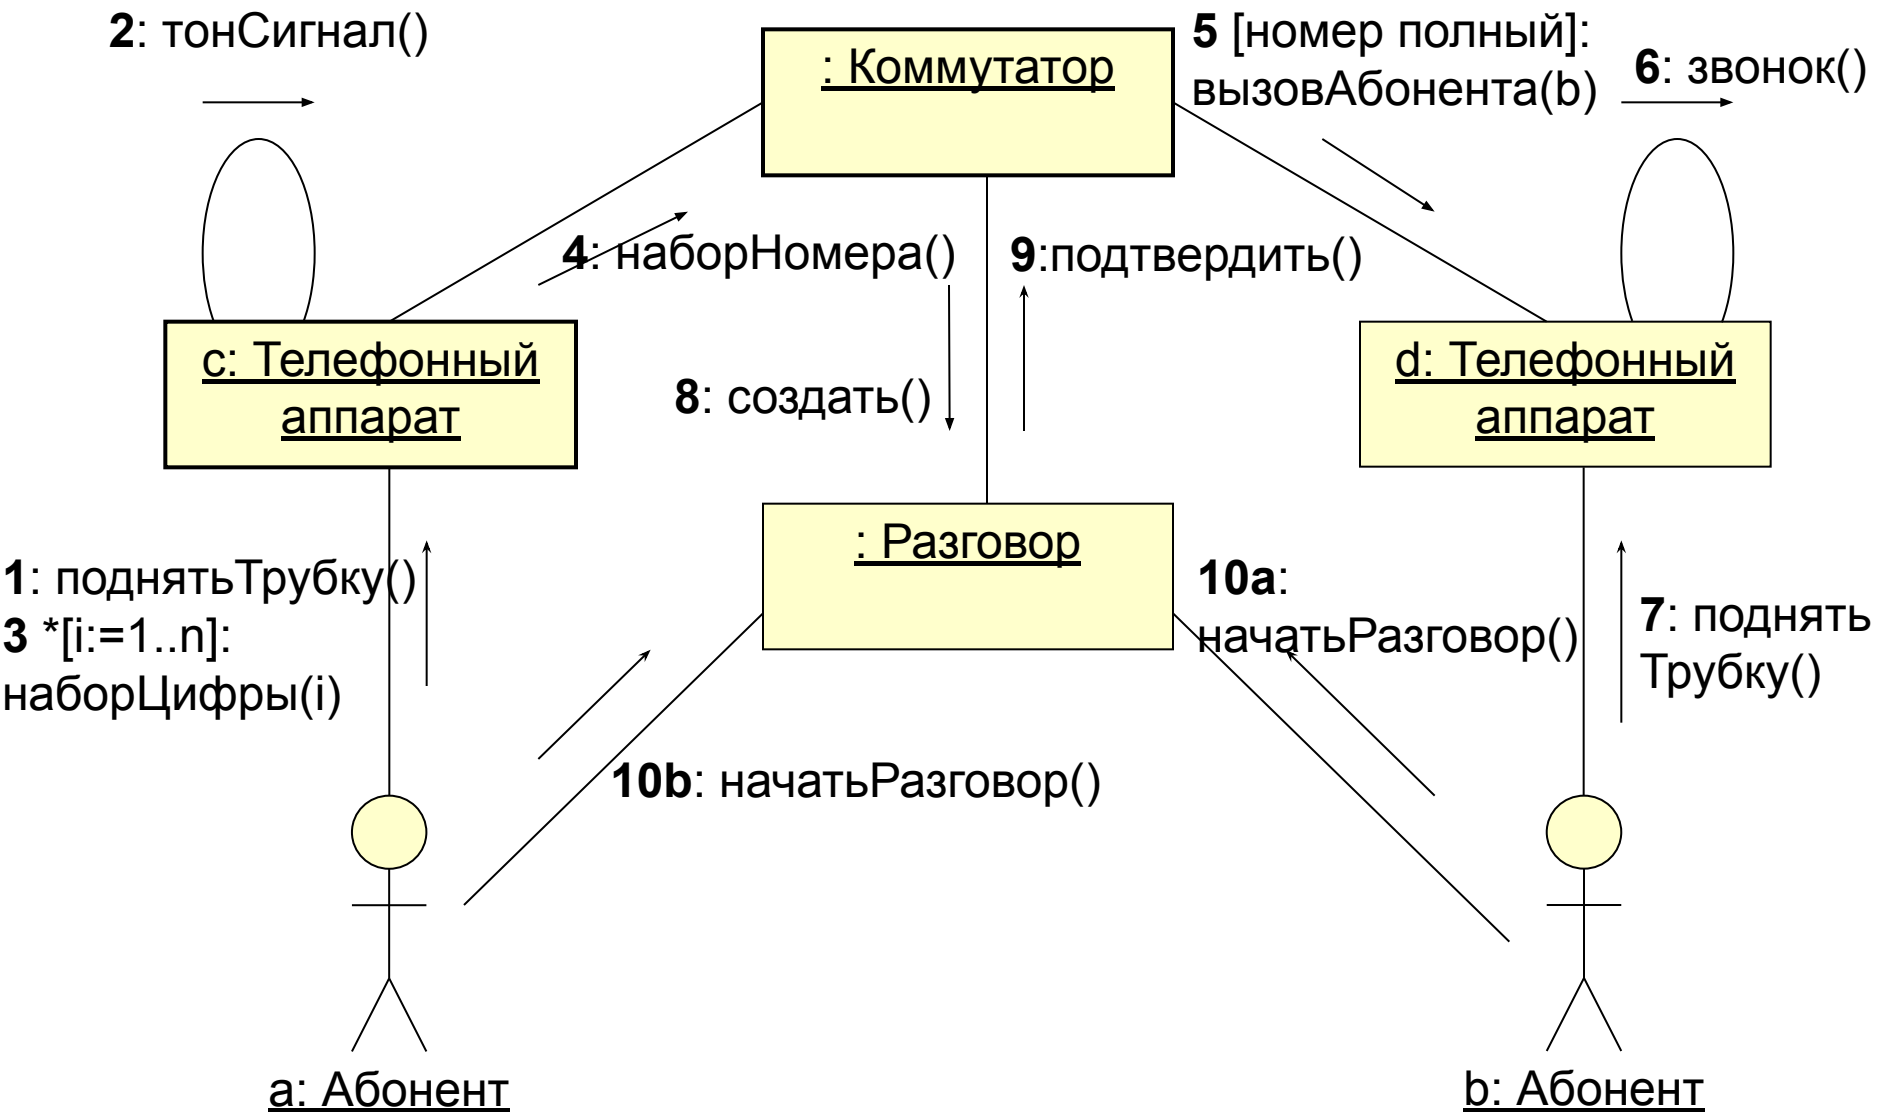 2: тонСигнал()
: Коммутатор
5 [номер полный]:
вызовАбонента(b)
6: звонок()
4: наборНомера()
9:подтвердить()
c: Телефонный
аппарат
8: создать()
d: Телефонный
аппарат
1: поднятьТрубку()
3 *[i:=1..n]:
наборЦифры(i)
: Разговор
10a:
начатьРазговор()
7: поднять
Трубку()
10b: начатьРазговор()
a: Абонент
b: Абонент